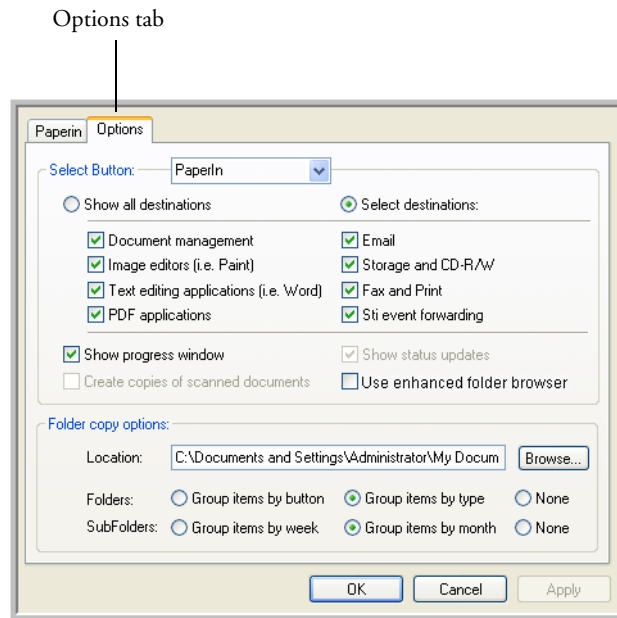 Options tab
Paperin Options
Select Button: PaperIn
Show all destinations Select destinations:
Document management Email
Image editors (i.e. Paint) Storage and CD-R/W
Text editing applications (i.e. Word) Fax and Print
PDF applications Sti event forwarding
Show progress window Show status updates
Create copies of scanned documents Use enhanced folder browser
Folder copy options:
Location: C:\Documents and Settings\Administrator\My Docum Browse...
Folders: Group items by button Group items by type None
SubFolders: Group items by week Group items by month None
OK Cancel Apply